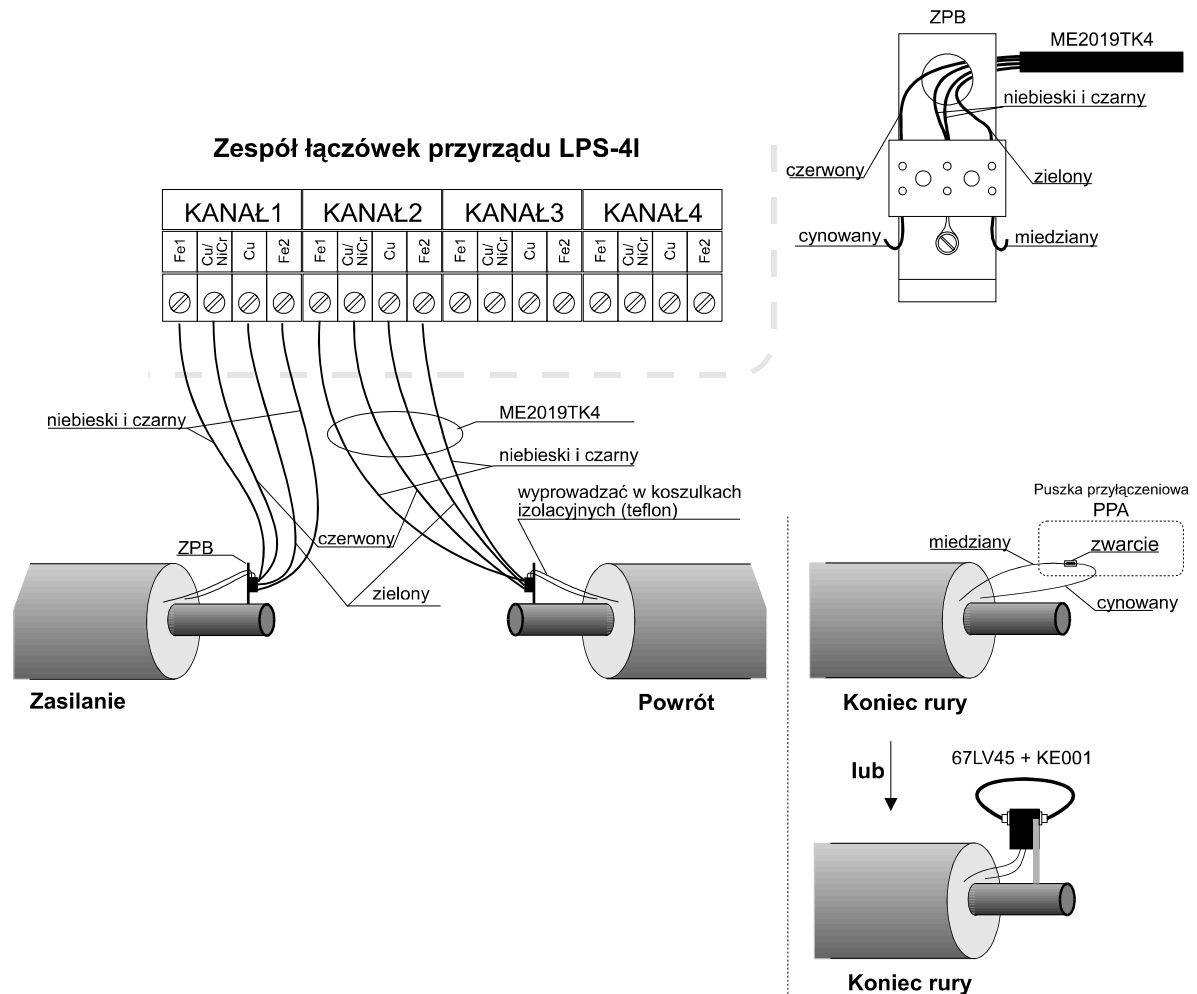 ZPB
ME2019TK4
niebieski i czarny
czerwony
zielony
cynowany
miedziany
Zespół łączówek przyrządu LPS-4I
KANAŁ1 KANAŁ2 KANAŁ3 KANAŁ4
Fe1 Cu/NiCr Cu Fe2 Fe1 Cu/NiCr Cu Fe2 Fe1 Cu/NiCr Cu Fe2 Fe1 Cu/NiCr Cu Fe2
niebieski i czarny
ME2019TK4
niebieski i czarny
wyprowadzać w koszulkach
izolacyjnych (teflon)
czerwony
ZPB
zielony
Zasilanie
Powrót
Puszka przyłączeniowa
PPA
miedziany
zwarcie
cynowany
Koniec rury
lub
67LV45 + KE001
Koniec rury